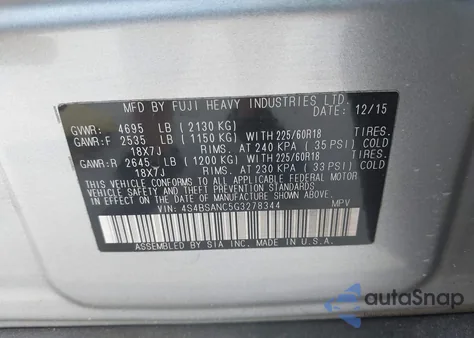 MFD BY FUJI HEAVY INDUSTRIES LTD.
DATE: 12/15
GVWR: 4695 LB (2130 KG)
GAWR:F 2535 LB (1150 KG) WITH 225/60R18 TIRES.
18X7J RIMS. AT 240 KPA (35 PSI) COLD
GAWR:R 2645 LB (1200 KG) WITH 225/60R18 TIRES.
18X7J RIMS. AT 230 KPA (33 PSI) COLD
THIS VEHICLE CONFORMS TO ALL APPLICABLE FEDERAL MOTOR
VEHICLE SAFETY AND THEFT PREVENTION STANDARDS
IN EFFECT ON THE DATE OF MANUFACTURE SHOWN ABOVE.
VIN: 4S4BSANC5G3278344 MPV
ASSEMBLED BY SIA INC. MADE IN U.S.A.
autoSnap